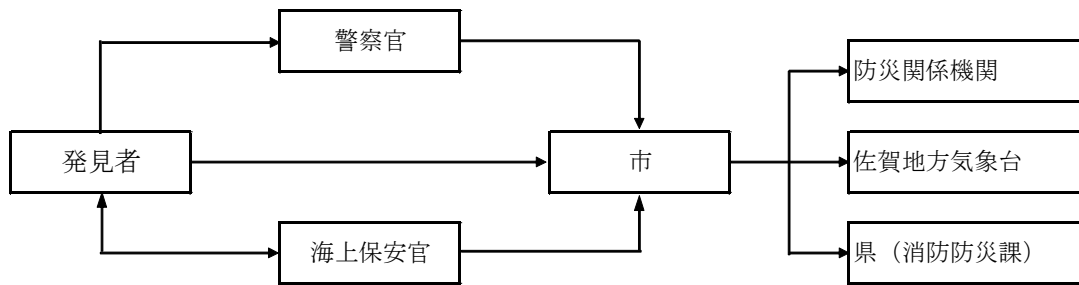 警察官
防災関係機関
発見者
市
佐賀地方気象台
海上保安官
県（消防防災課）